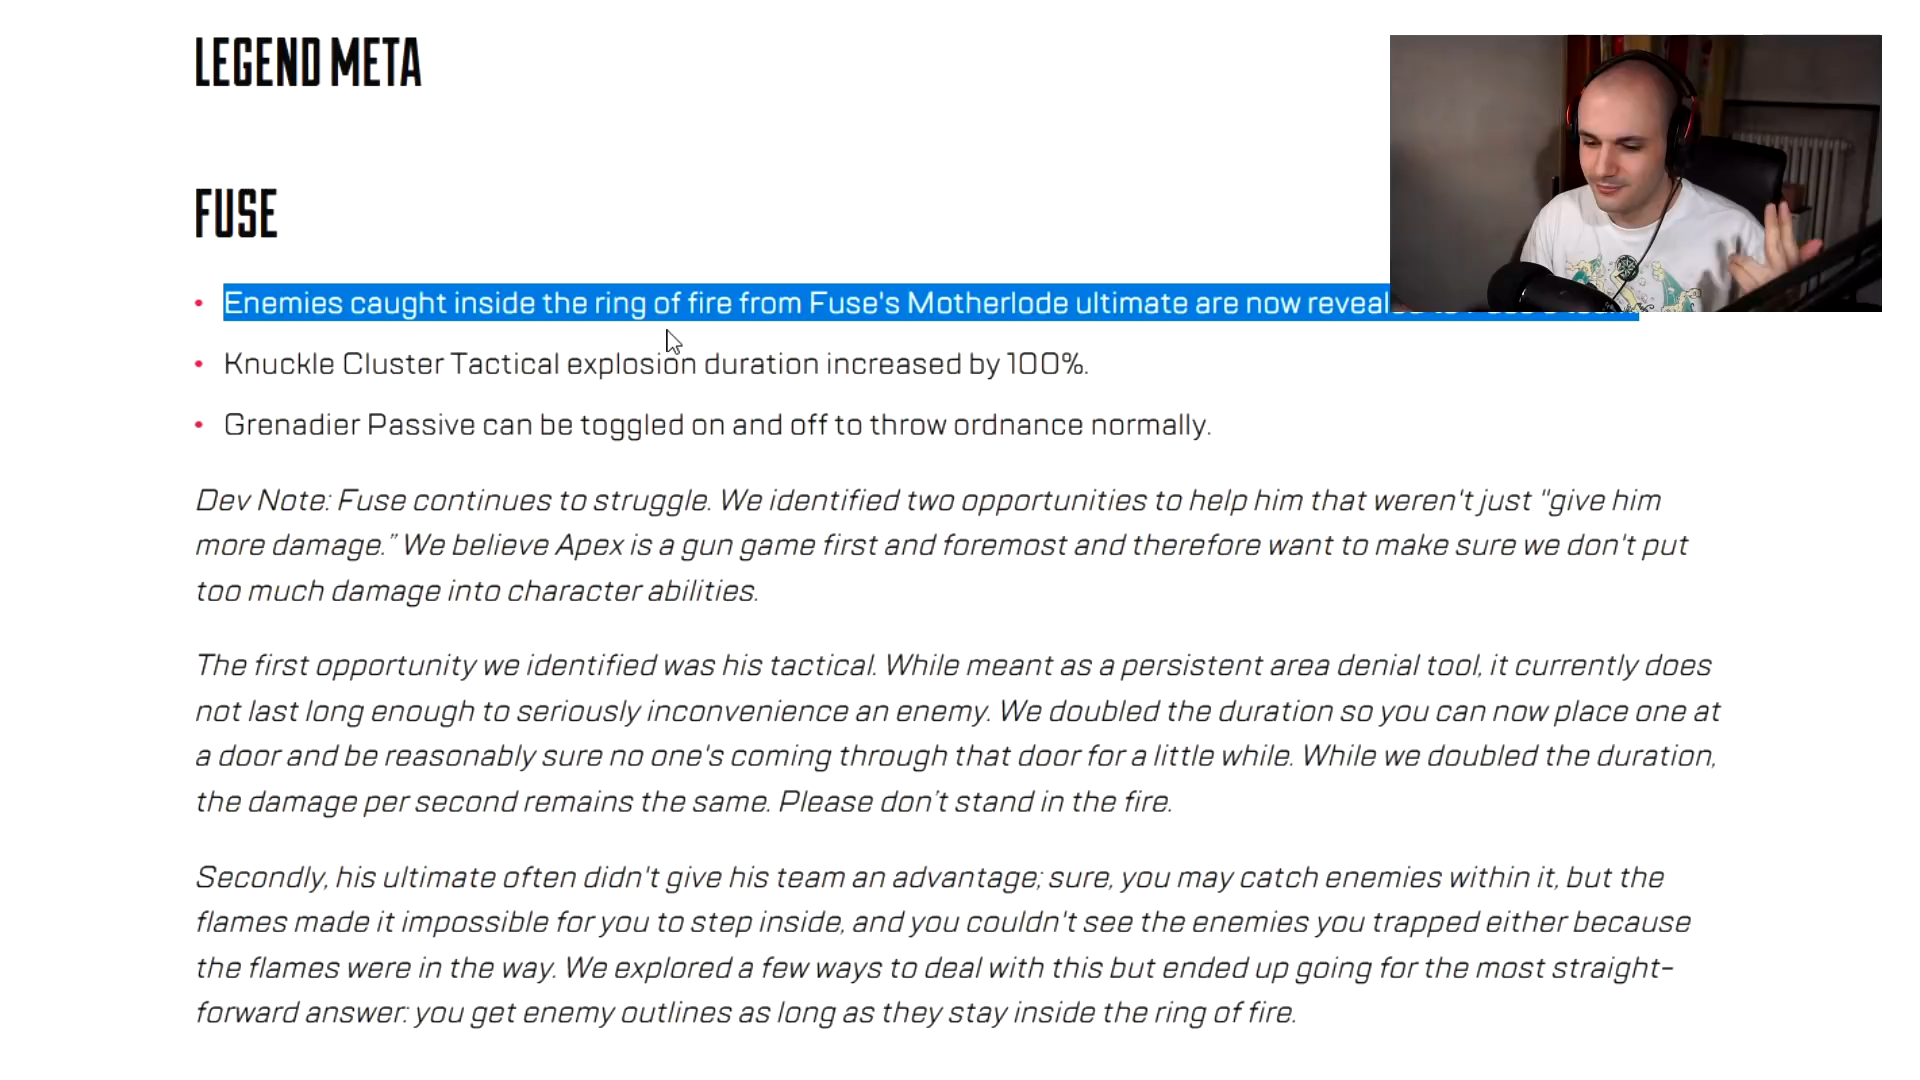 LEGEND META
FUSE
• Enemies caught inside the ring of fire from Fuse's Motherlode ultimate are now
• Knuckle Cluster Tactical explosion duration increased by 100%.
• Grenadier Passive can be toggled on and off to throw ordnance normally.
Dev Note: Fuse continues to struggle. We identified two opportunities to help him that weren't just "give him
more damage.” We believe Apex is a gun game first and foremost and therefore want to make sure we don't put
too much damage into character abilities.
The first opportunity we identified was his tactical. While meant as a persistent area denial tool, it currently does
not last long enough to seriously inconvenience an enemy. We doubled the duration so you can now place one at
a door and be reasonably sure no one's coming through that door for a little while. While we doubled the duration,
the damage per second remains the same. Please don’t stand in the fire.
Secondly, his ultimate often didn't give his team an advantage; sure, you may catch enemies within it, but the
flames made it impossible for you to step inside, and you couldn't see the enemies you trapped either because
the flames were in the way. We explored a few ways to deal with this but ended up going for the most straight-
forward answer: you get enemy outlines as long as they stay inside the ring of fire.